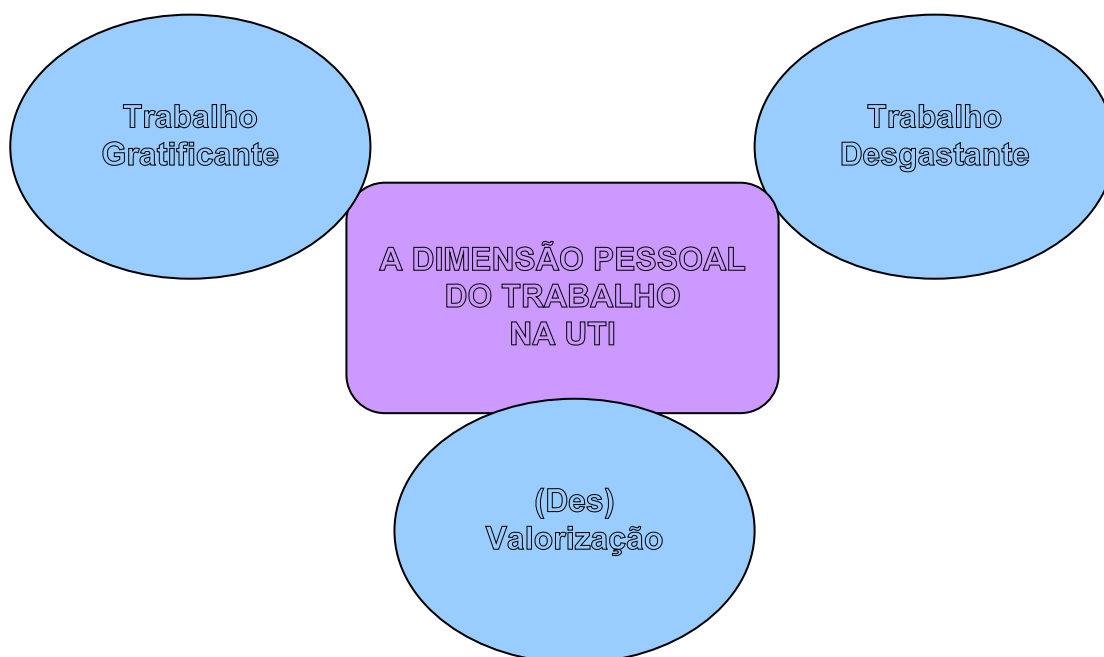 Trabalho
Gratificante
Trabalho
Desgastante
A DIMENSÃO PESSOAL
DO TRABALHO
NA UTI
(Des)
Valorização